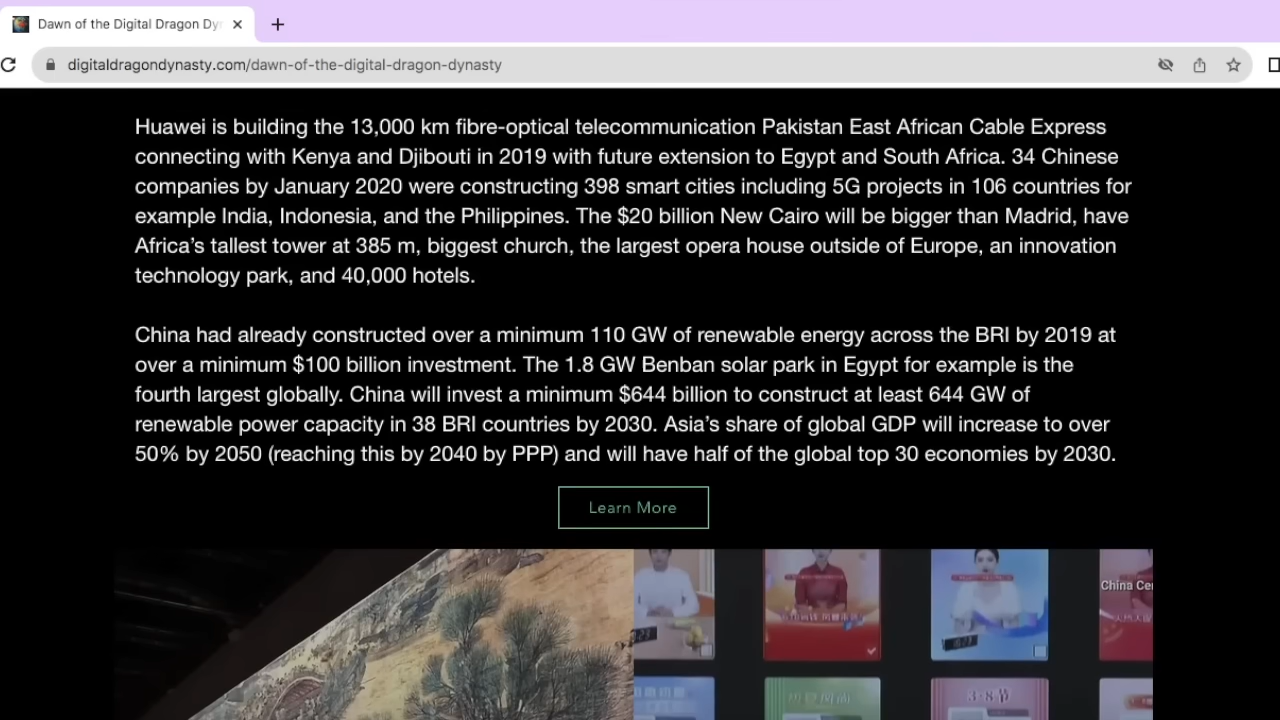 Dawn of the Digital Dragon Dy
digitaldragondynasty.com/dawn-of-the-digital-dragon-dynasty
Huawei is building the 13,000 km fibre-optical telecommunication Pakistan East African Cable Express
connecting with Kenya and Djibouti in 2019 with future extension to Egypt and South Africa. 34 Chinese
companies by January 2020 were constructing 398 smart cities including 5G projects in 106 countries for
example India, Indonesia, and the Philippines. The $20 billion New Cairo will be bigger than Madrid, have
Africa’s tallest tower at 385 m, biggest church, the largest opera house outside of Europe, an innovation
technology park, and 40,000 hotels.
China had already constructed over a minimum 110 GW of renewable energy across the BRI by 2019 at
over a minimum $100 billion investment. The 1.8 GW Benban solar park in Egypt for example is the
fourth largest globally. China will invest a minimum $644 billion to construct at least 644 GW of
renewable power capacity in 38 BRI countries by 2030. Asia’s share of global GDP will increase to over
50% by 2050 (reaching this by 2040 by PPP) and will have half of the global top 30 economies by 2030.
Learn More
China Ce
3·8节